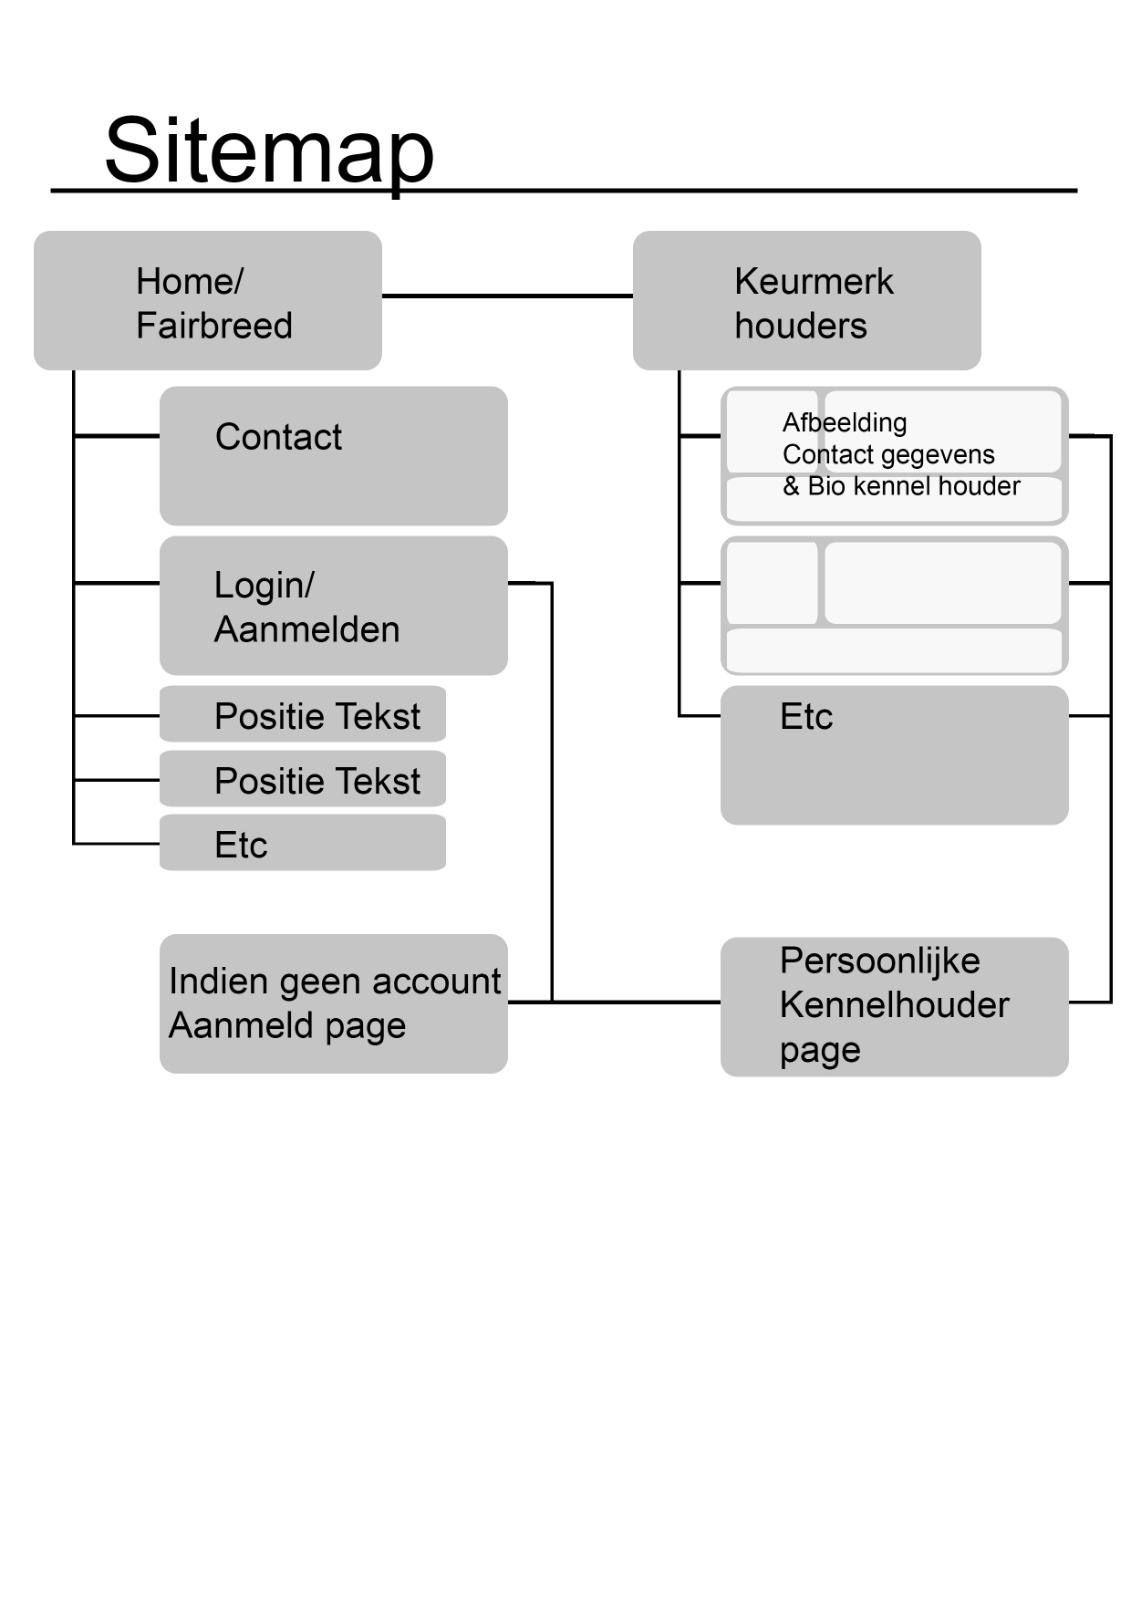 Sitemap
Home/
Fairbreed
Contact
Login/
Aanmelden
Positie Tekst
Positie Tekst
Etc
Indien geen account
Aanmeld page
Keurmerk
houders
Afbeelding
Contact gegevens
& Bio kennel houder
Etc
Persoonlijke
Kennelhouder
page